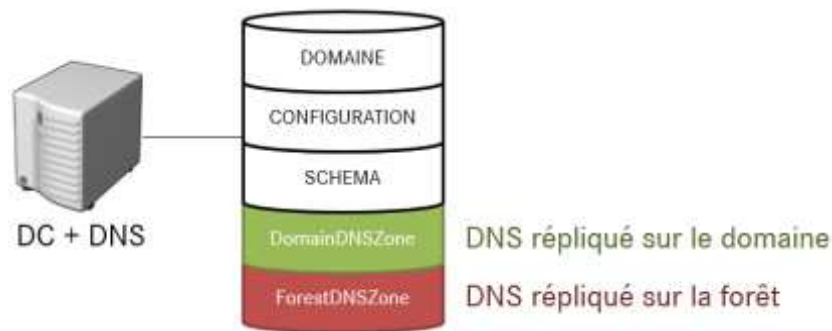 DOMAINE
CONFIGURATION
SCHEMA
DC + DNS
DomainDNSZone
DNS répliqué sur le domaine
ForestDNSZone
DNS répliqué sur la forêt